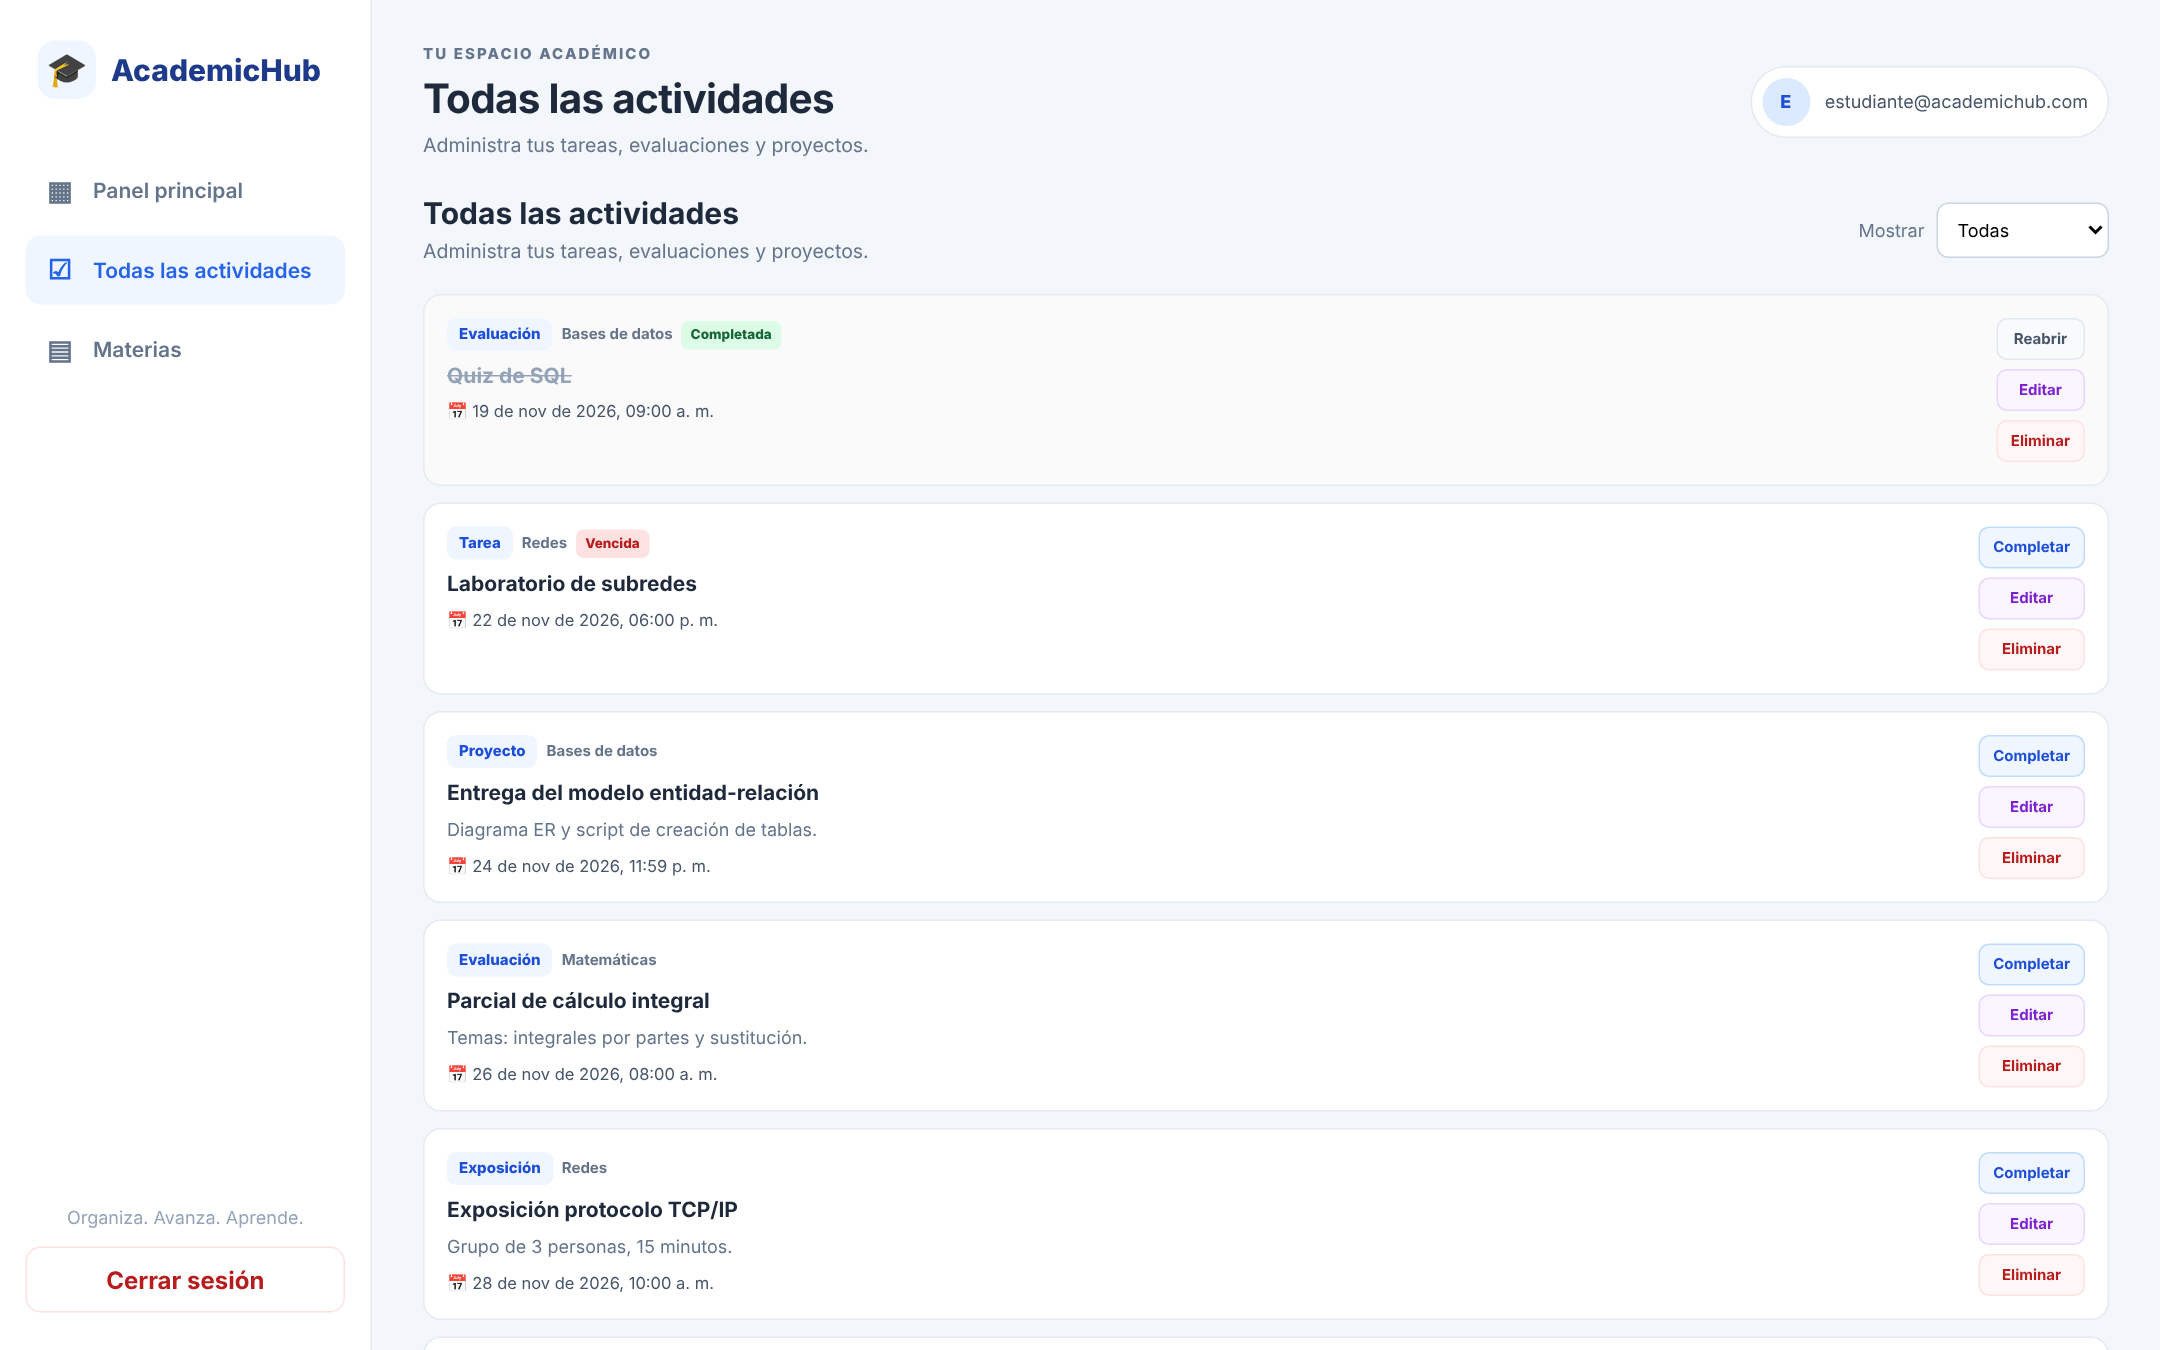 AcademicHub
Panel principal
Todas las actividades
Materias
Organiza. Avanza. Aprende.
Cerrar sesión
TU ESPACIO ACADÉMICO
Todas las actividades
Administra tus tareas, evaluaciones y proyectos.
E estudiante@academichub.com
Todas las actividades
Administra tus tareas, evaluaciones y proyectos.
Mostrar Todas
Evaluación Bases de datos Completada
Quiz de SQL
19 de nov de 2026, 09:00 a. m.
Reabrir
Editar
Eliminar
Tarea Redes Vencida
Laboratorio de subredes
22 de nov de 2026, 06:00 p. m.
Completar
Editar
Eliminar
Proyecto Bases de datos
Entrega del modelo entidad-relación
Diagrama ER y script de creación de tablas.
24 de nov de 2026, 11:59 p. m.
Completar
Editar
Eliminar
Evaluación Matemáticas
Parcial de cálculo integral
Temas: integrales por partes y sustitución.
26 de nov de 2026, 08:00 a. m.
Completar
Editar
Eliminar
Exposición Redes
Exposición protocolo TCP/IP
Grupo de 3 personas, 15 minutos.
28 de nov de 2026, 10:00 a. m.
Completar
Editar
Eliminar